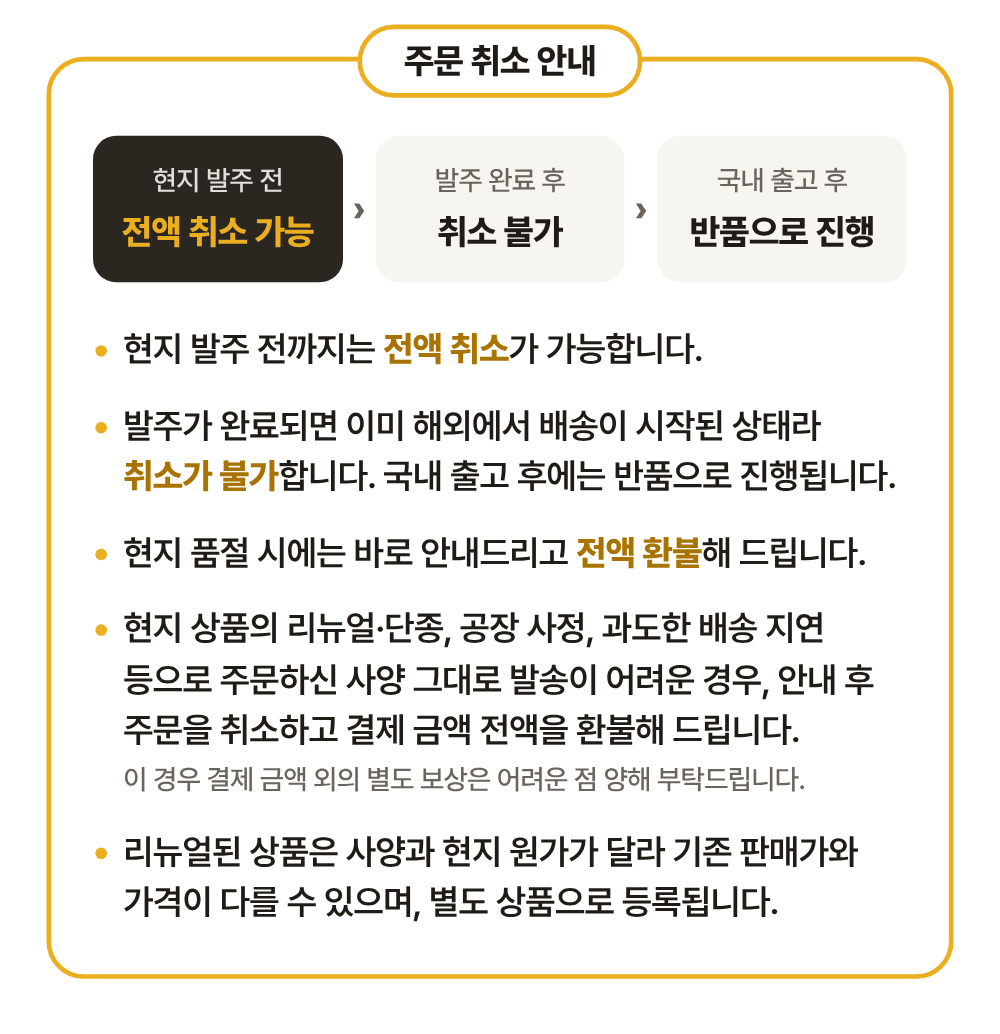 주문 취소 안내
현지 발주 전
전액 취소 가능
›
발주 완료 후
취소 불가
›
국내 출고 후
반품으로 진행
• 현지 발주 전까지는 전액 취소가 가능합니다.
• 발주가 완료되면 이미 해외에서 배송이 시작된 상태라
취소가 불가합니다. 국내 출고 후에는 반품으로 진행됩니다.
• 현지 품절 시에는 바로 안내드리고 전액 환불해 드립니다.
• 현지 상품의 리뉴얼·단종, 공장 사정, 과도한 배송 지연
등으로 주문하신 사양 그대로 발송이 어려운 경우, 안내 후
주문을 취소하고 결제 금액 전액을 환불해 드립니다.
이 경우 결제 금액 외의 별도 보상은 어려운 점 양해 부탁드립니다.
• 리뉴얼된 상품은 사양과 현지 원가가 달라 기존 판매가와
가격이 다를 수 있으며, 별도 상품으로 등록됩니다.